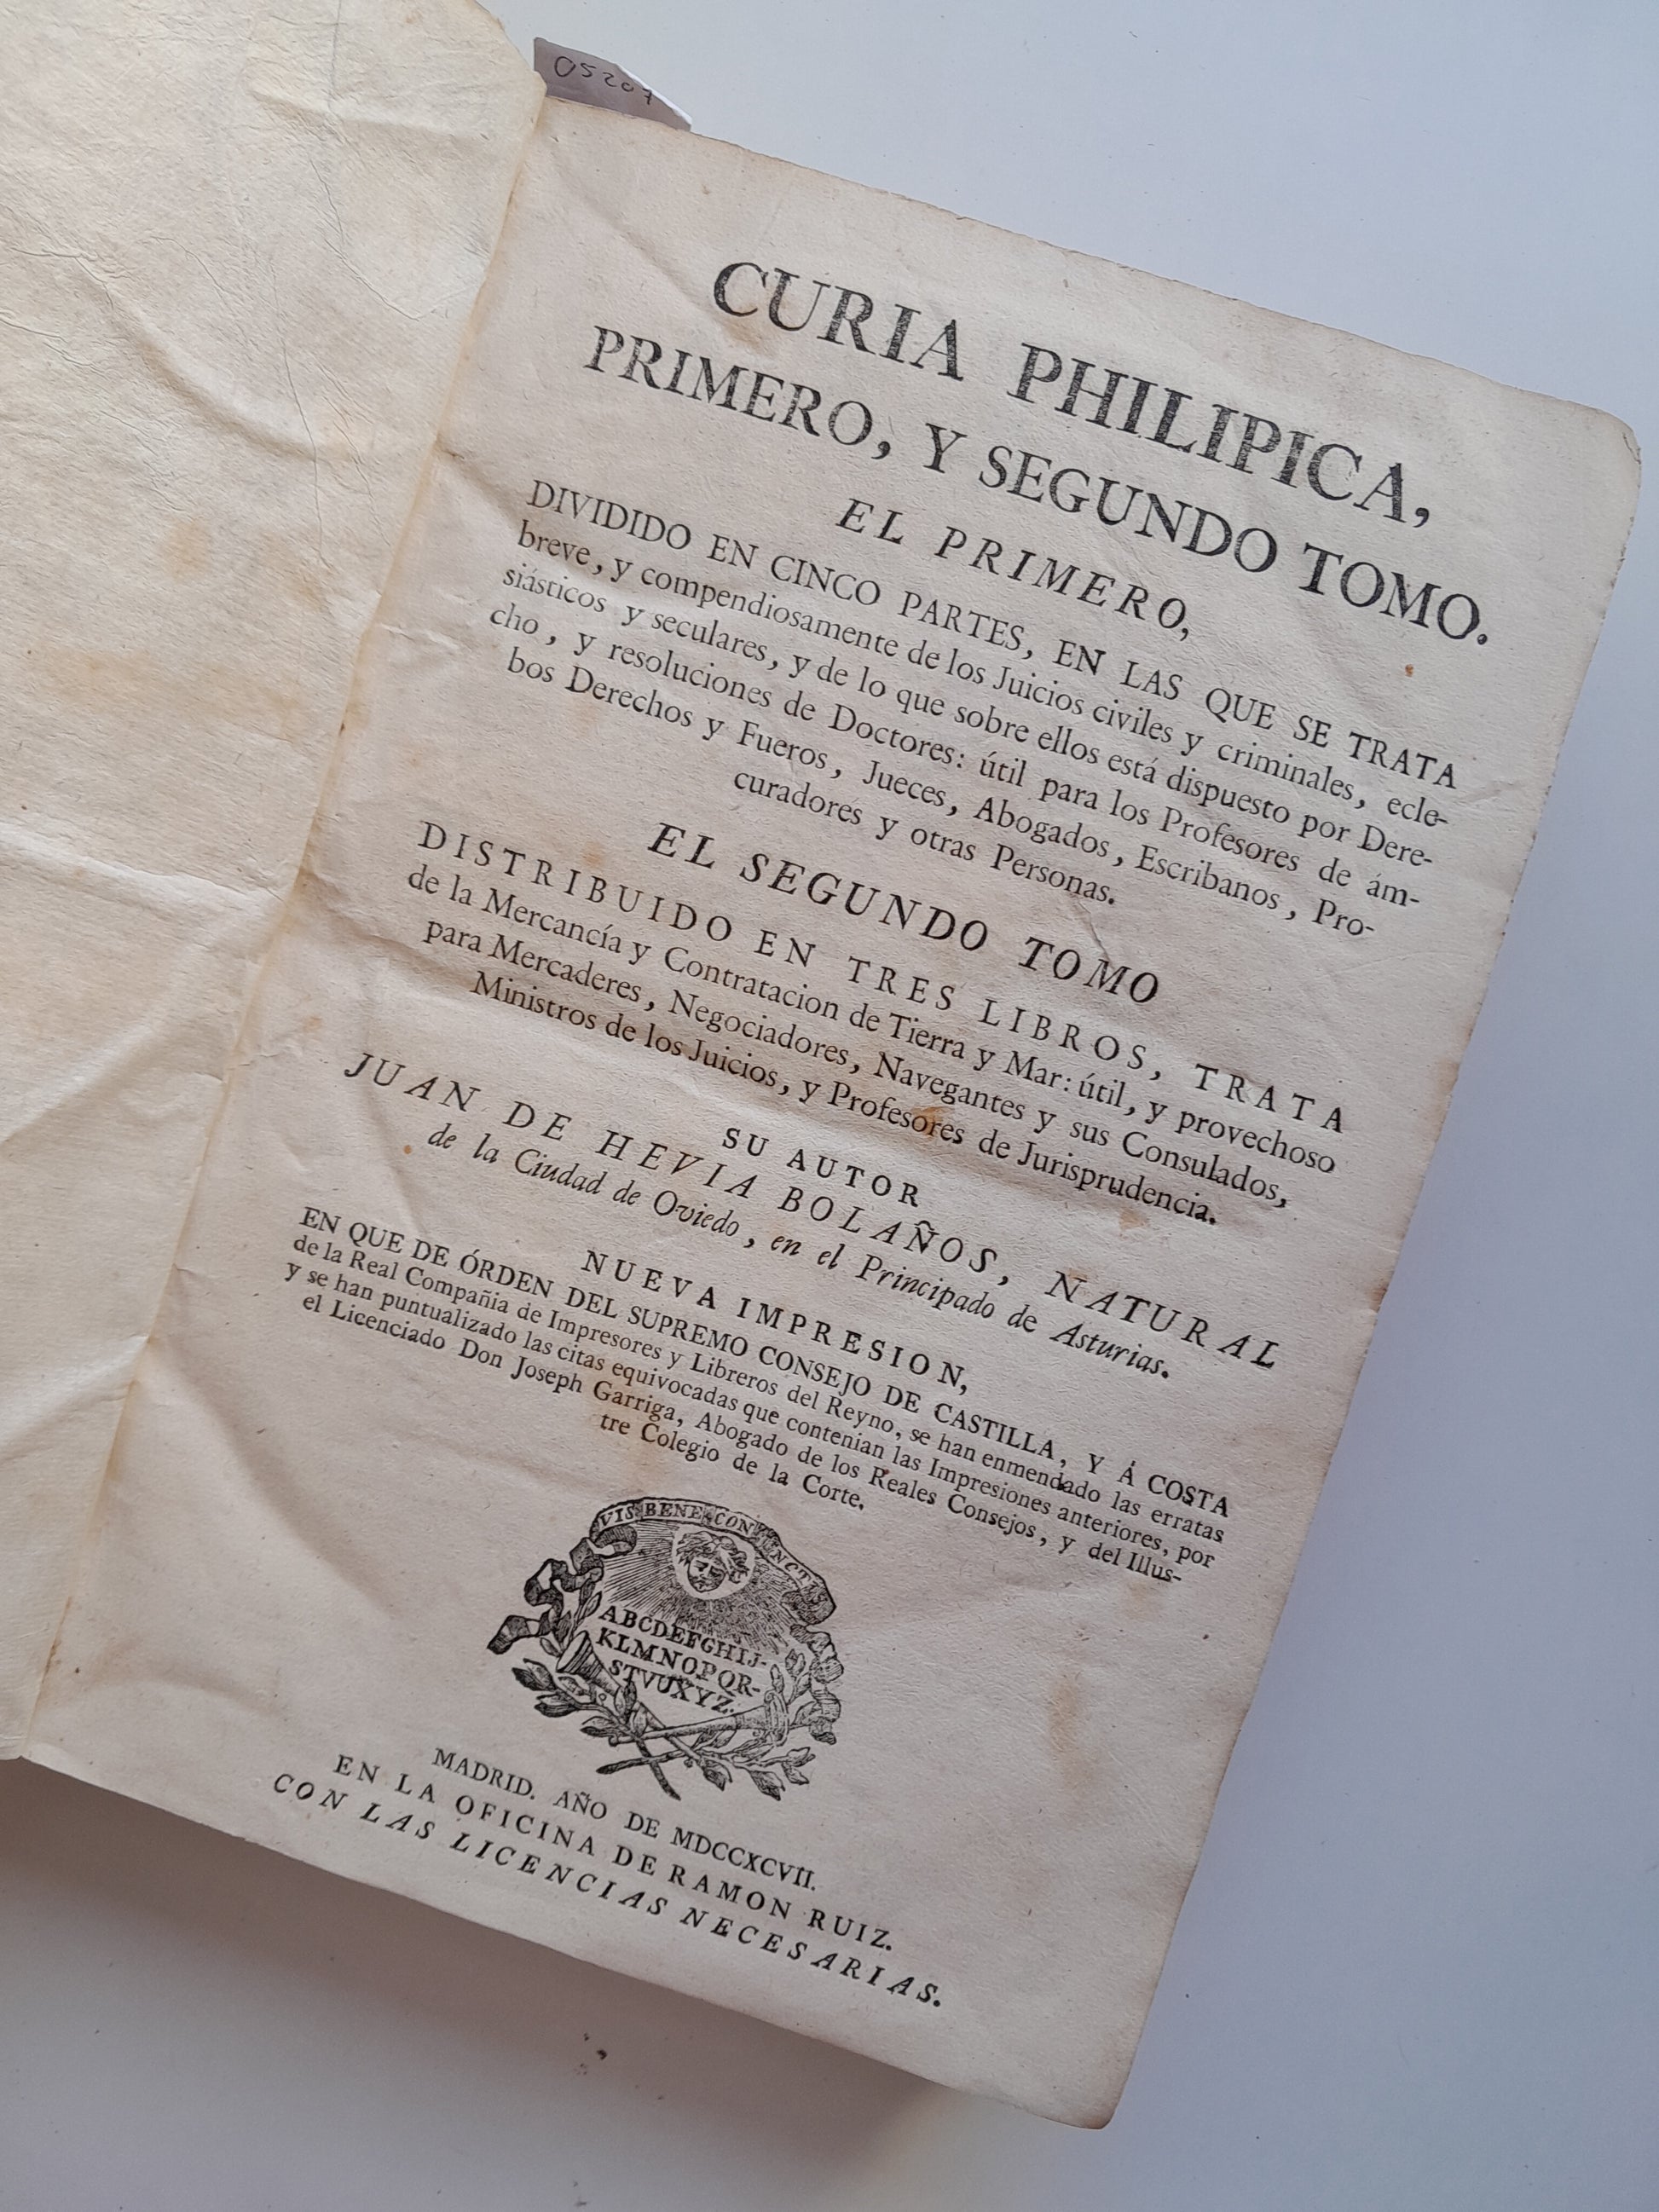 05207
CURIA PHILIPICA,
PRIMERO, Y SEGUNDO TOMO.
EL PRIMERO,
DIVIDIDO EN CINCO PARTES, EN LAS QUE SE TRATA
breve, y compendiosamente de los Juicios civiles y criminales, ecle-
siásticos y seculares, y de lo que sobre ellos está dispuesto por Dere-
cho, y resoluciones de Doctores: útil para los Profesores de ám-
bos Derechos y Fueros, Jueces, Abogados, Escribanos, Pro-
curadores y otras Personas.
EL SEGUNDO TOMO
DISTRIBUIDO EN TRES LIBROS, TRATA
de la Mercancía y Contratacion de Tierra y Mar: útil, y provechoso
para Mercaderes, Negociadores, Navegantes y sus Consulados,
Ministros de los Juicios, y Profesores de Jurisprudencia.
SU AUTOR
JUAN DE HEVIA BOLAÑOS, NATURAL
de la Ciudad de Oviedo, en el Principado de Asturias.
NUEVA IMPRESION,
EN QUE DE ÓRDEN DEL SUPREMO CONSEJO DE CASTILLA, Y Á COSTA
de la Real Compañia de Impresores y Libreros del Reyno, se han enmendado las erratas
y se han puntualizado las citas equivocadas que contenian las Impresiones anteriores, por
el Licenciado Don Joseph Garriga, Abogado de los Reales Consejos, y del Illus-
tre Colegio de la Corte.
VIS BENE CONJUNCTIS
ABCDEFGHIJ-
KLMNOPQR-
STVUXYZ.
MADRID. AÑO DE MDCCXCVII.
EN LA OFICINA DE RAMON RUIZ.
CON LAS LICENCIAS NECESARIAS.